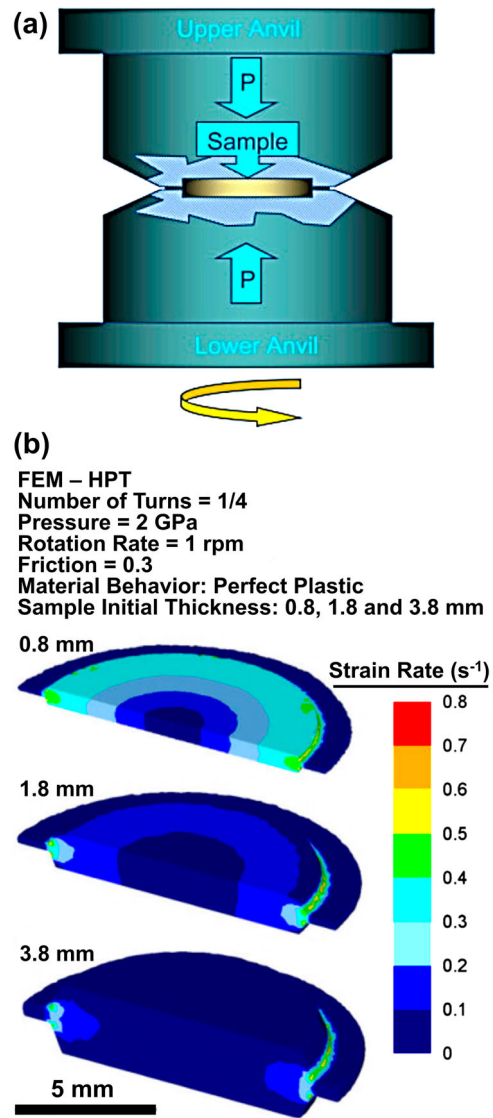 (a)
Upper Anvil
P
Sample
P
Lower Anvil
(b)
FEM – HPT
Number of Turns = 1/4
Pressure = 2 GPa
Rotation Rate = 1 rpm
Friction = 0.3
Material Behavior: Perfect Plastic
Sample Initial Thickness: 0.8, 1.8 and 3.8 mm
0.8 mm
Strain Rate (s⁻¹)
0.8
0.7
0.6
0.5
0.4
0.3
0.2
0.1
0
1.8 mm
3.8 mm
5 mm